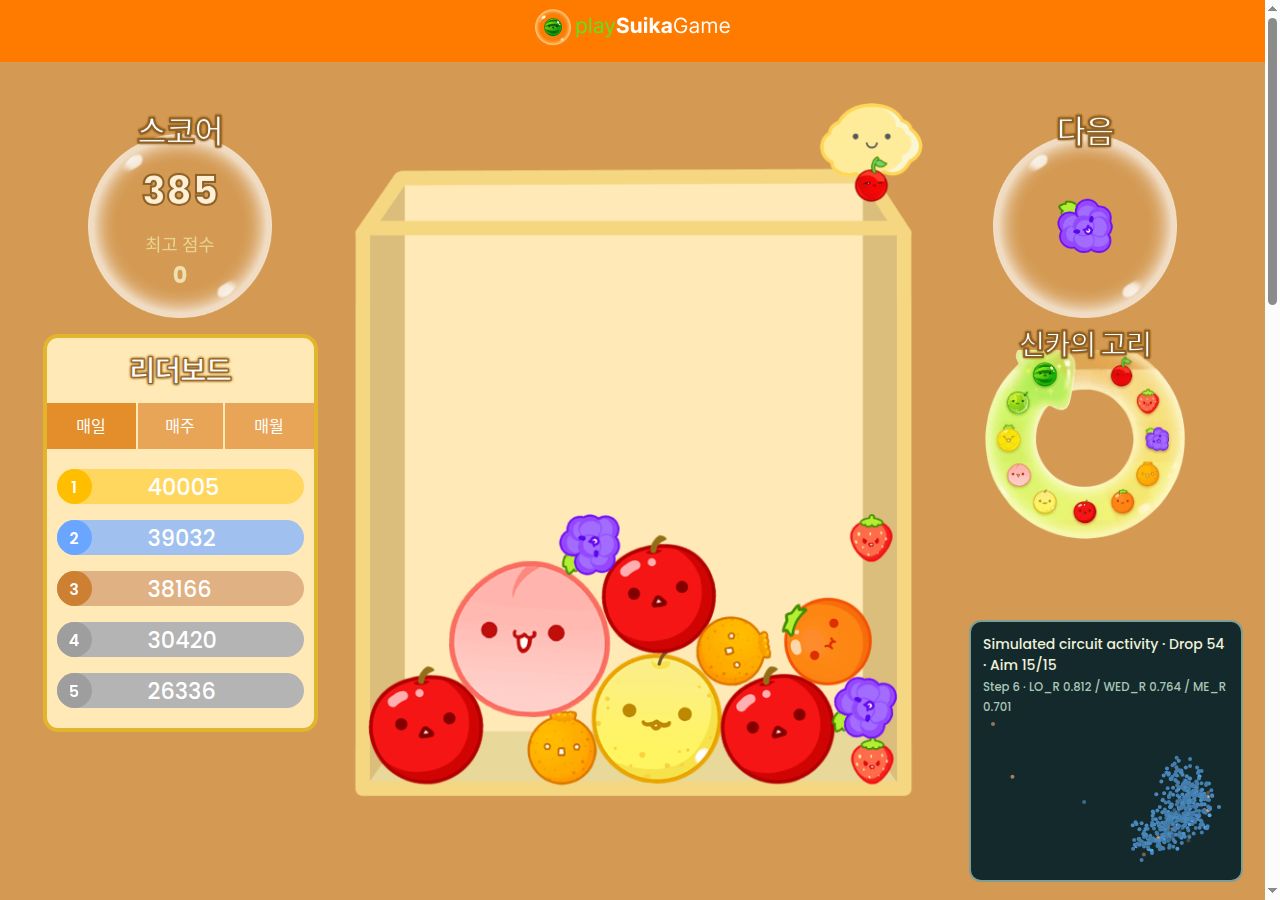 playSuikaGame
스코어
385
최고 점수
0
다음
신카의 고리
리더보드
매일 매주 매월
1 40005
2 39032
3 38166
4 30420
5 26336
Simulated circuit activity · Drop 54
· Aim 15/15
Step 6 · LO_R 0.812 / WED_R 0.764 / ME_R
0.701